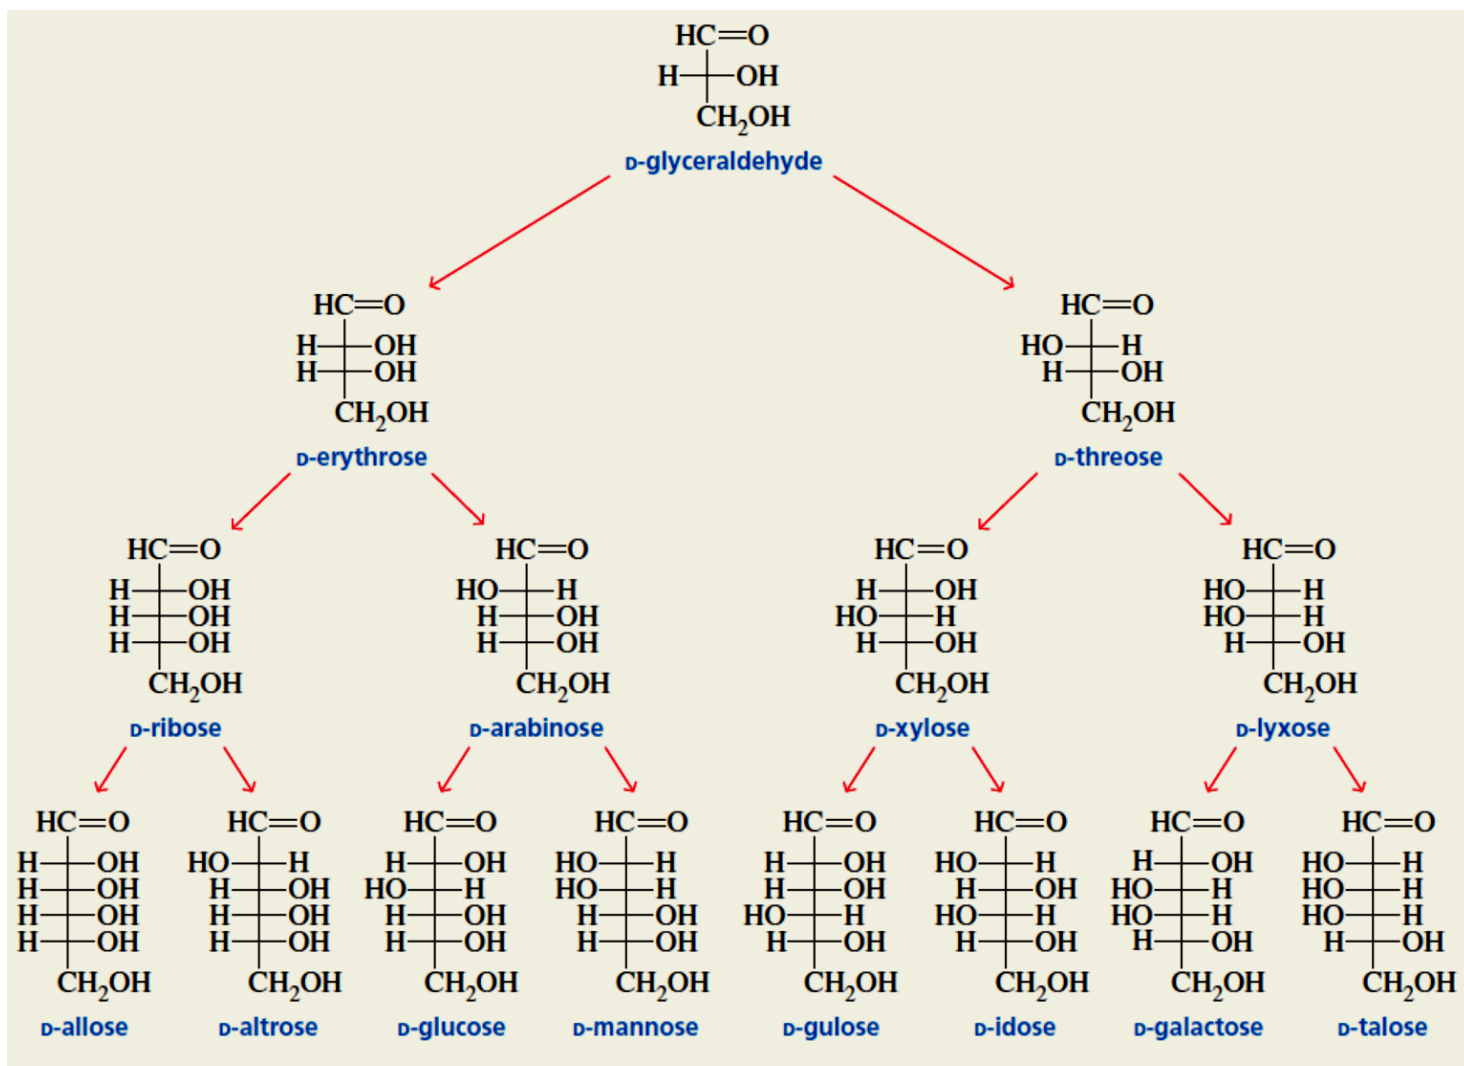 HC=O
H OH
CH₂OH
D-glyceraldehyde
HC=O HC=O
H OH HO H
H OH H OH
CH₂OH CH₂OH
D-erythrose D-threose
HC=O HC=O HC=O HC=O
H OH HO H H OH HO H
H OH H OH HO H HO H
H OH H OH H OH H OH
CH₂OH CH₂OH CH₂OH CH₂OH
D-ribose D-arabinose D-xylose D-lyxose
HC=O HC=O HC=O HC=O HC=O HC=O HC=O HC=O
H OH HO H H OH HO H H OH HO H H OH HO H
H OH H OH HO H HO H H OH H OH HO H HO H
H OH H OH H OH H OH HO H HO H HO H HO H
H OH H OH H OH H OH H OH H OH H OH H OH
CH₂OH CH₂OH CH₂OH CH₂OH CH₂OH CH₂OH CH₂OH CH₂OH
D-allose D-altrose D-glucose D-mannose D-gulose D-idose D-galactose D-talose